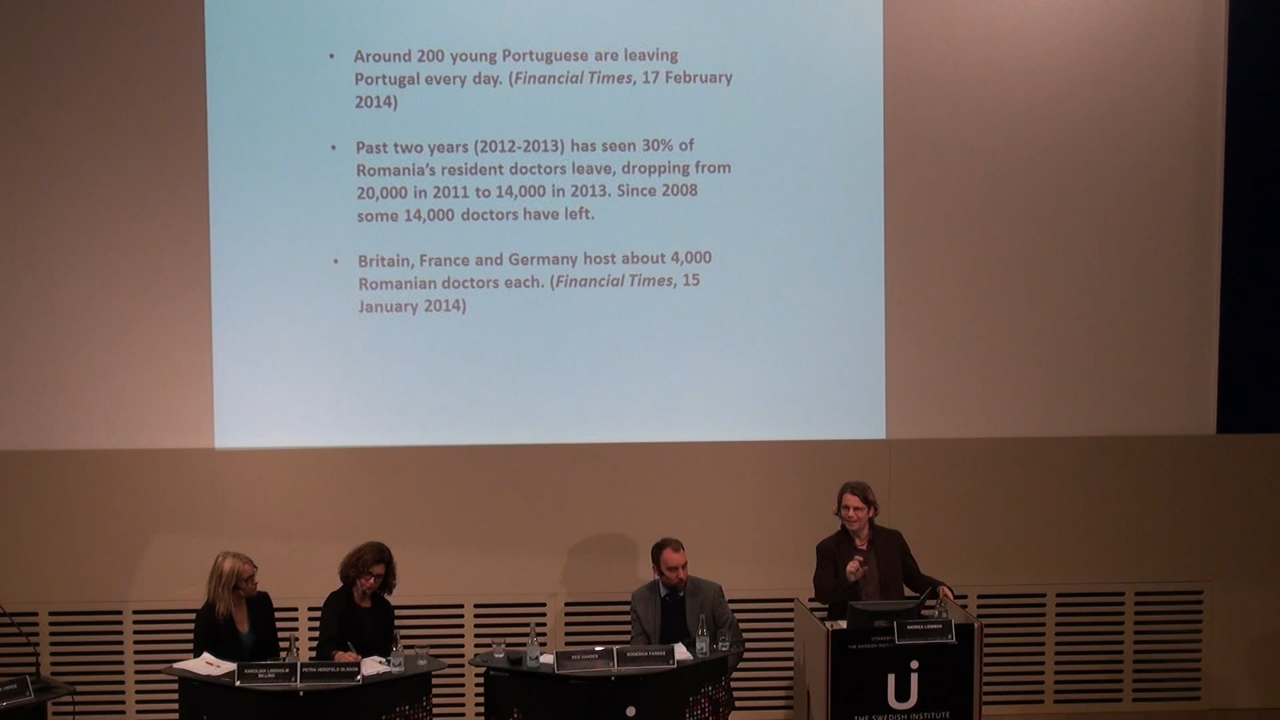 • Around 200 young Portuguese are leaving
Portugal every day. (Financial Times, 17 February
2014)
• Past two years (2012-2013) has seen 30% of
Romania's resident doctors leave, dropping from
20,000 in 2011 to 14,000 in 2013. Since 2008
some 14,000 doctors have left.
• Britain, France and Germany host about 4,000
Romanian doctors each. (Financial Times, 15
January 2014)
KAROLINA LINDHOLM
BILLING
PETRA HERZFELD OLSSON
PEO HANSEN
RODERICK PARKES
THE SWEDISH INSTITUTE